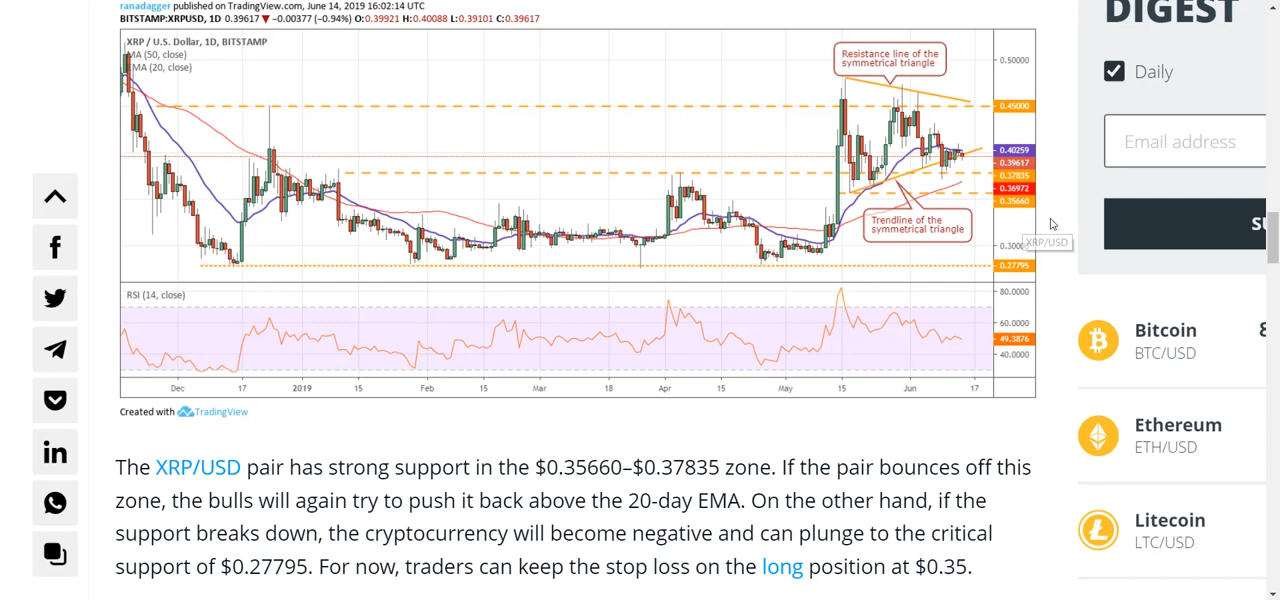 ranadagger published on TradingView.com, June 14, 2019 16:02:14 UTC
BITSTAMP:XRPUSD, 1D 0.39617 ▼ −0.00377 (−0.94%) O:0.39921 H:0.40088 L:0.39101 C:0.39617
XRP / U.S. Dollar, 1D, BITSTAMP
MA (50, close)
MA (20, close)
Resistance line of the
symmetrical triangle
Trendline of the
symmetrical triangle
0.50000
0.45000
0.40259
0.39617
0.37835
0.36972
0.35660
0.30000
0.27795
XRP/USD
RSI (14, close)
80.0000
60.0000
49.3876
40.0000
Dec 17 2019 15 Feb 15 Mar 18 Apr 15 May 15 Jun 17
Created with TradingView
The XRP/USD pair has strong support in the $0.35660–$0.37835 zone. If the pair bounces off this
zone, the bulls will again try to push it back above the 20-day EMA. On the other hand, if the
support breaks down, the cryptocurrency will become negative and can plunge to the critical
support of $0.27795. For now, traders can keep the stop loss on the long position at $0.35.
DIGEST
Daily
Email address
SU
Bitcoin 8
BTC/USD
Ethereum
ETH/USD
Litecoin
LTC/USD